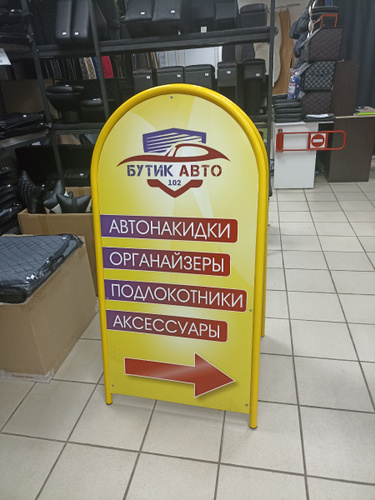 БУТИК АВТО
102
АВТОНАКИДКИ
ОРГАНАЙЗЕРЫ
ПОДЛОКОТНИКИ
АКСЕССУАРЫ